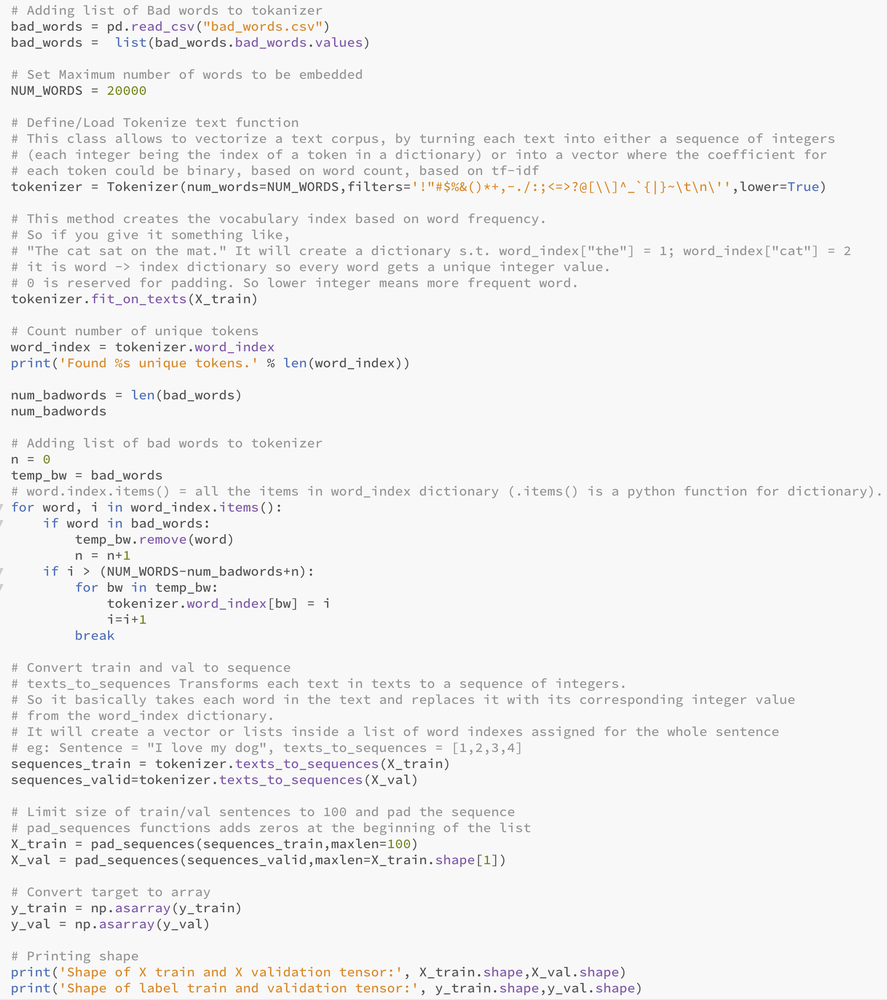 # Adding list of Bad words to tokanizer
bad_words = pd.read_csv("bad_words.csv")
bad_words =  list(bad_words.bad_words.values)

# Set Maximum number of words to be embedded
NUM_WORDS = 20000

# Define/Load Tokenize text function
# This class allows to vectorize a text corpus, by turning each text into either a sequence of integers
# (each integer being the index of a token in a dictionary) or into a vector where the coefficient for
# each token could be binary, based on word count, based on tf-idf
tokenizer = Tokenizer(num_words=NUM_WORDS,filters='!"#$%&()*+,-./:;<=>?@[\\]^_`{|}~\t\n\'',lower=True)

# This method creates the vocabulary index based on word frequency.
# So if you give it something like,
# "The cat sat on the mat." It will create a dictionary s.t. word_index["the"] = 1; word_index["cat"] = 2
# it is word -> index dictionary so every word gets a unique integer value.
# 0 is reserved for padding. So lower integer means more frequent word.
tokenizer.fit_on_texts(X_train)

# Count number of unique tokens
word_index = tokenizer.word_index
print('Found %s unique tokens.' % len(word_index))

num_badwords = len(bad_words)
num_badwords

# Adding list of bad words to tokenizer
n = 0
temp_bw = bad_words
# word.index.items() = all the items in word_index dictionary (.items() is a python function for dictionary).
for word, i in word_index.items():
    if word in bad_words:
        temp_bw.remove(word)
        n = n+1
    if i > (NUM_WORDS-num_badwords+n):
        for bw in temp_bw:
            tokenizer.word_index[bw] = i
            i=i+1
        break

# Convert train and val to sequence
# texts_to_sequences Transforms each text in texts to a sequence of integers.
# So it basically takes each word in the text and replaces it with its corresponding integer value
# from the word_index dictionary.
# It will create a vector or lists inside a list of word indexes assigned for the whole sentence
# eg: Sentence = "I love my dog", texts_to_sequences = [1,2,3,4]
sequences_train = tokenizer.texts_to_sequences(X_train)
sequences_valid=tokenizer.texts_to_sequences(X_val)

# Limit size of train/val sentences to 100 and pad the sequence
# pad_sequences functions adds zeros at the beginning of the list
X_train = pad_sequences(sequences_train,maxlen=100)
X_val = pad_sequences(sequences_valid,maxlen=X_train.shape[1])

# Convert target to array
y_train = np.asarray(y_train)
y_val = np.asarray(y_val)

# Printing shape
print('Shape of X train and X validation tensor:', X_train.shape,X_val.shape)
print('Shape of label train and validation tensor:', y_train.shape,y_val.shape)